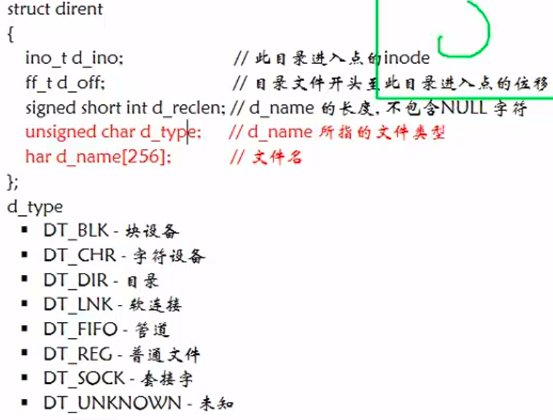 struct dirent
{
ino_t d_ino; // 此目录进入点的inode
ff_t d_off; // 目录文件开头至此目录进入点的位移
signed short int d_reclen; // d_name 的长度, 不包含NULL 字符
unsigned char d_type; // d_name 所指的文件类型
har d_name[256]; // 文件名
};
d_type
▪ DT_BLK - 块设备
▪ DT_CHR - 字符设备
▪ DT_DIR - 目录
▪ DT_LNK - 软连接
▪ DT_FIFO - 管道
▪ DT_REG - 普通文件
▪ DT_SOCK - 套接字
▪ DT_UNKNOWN - 未知